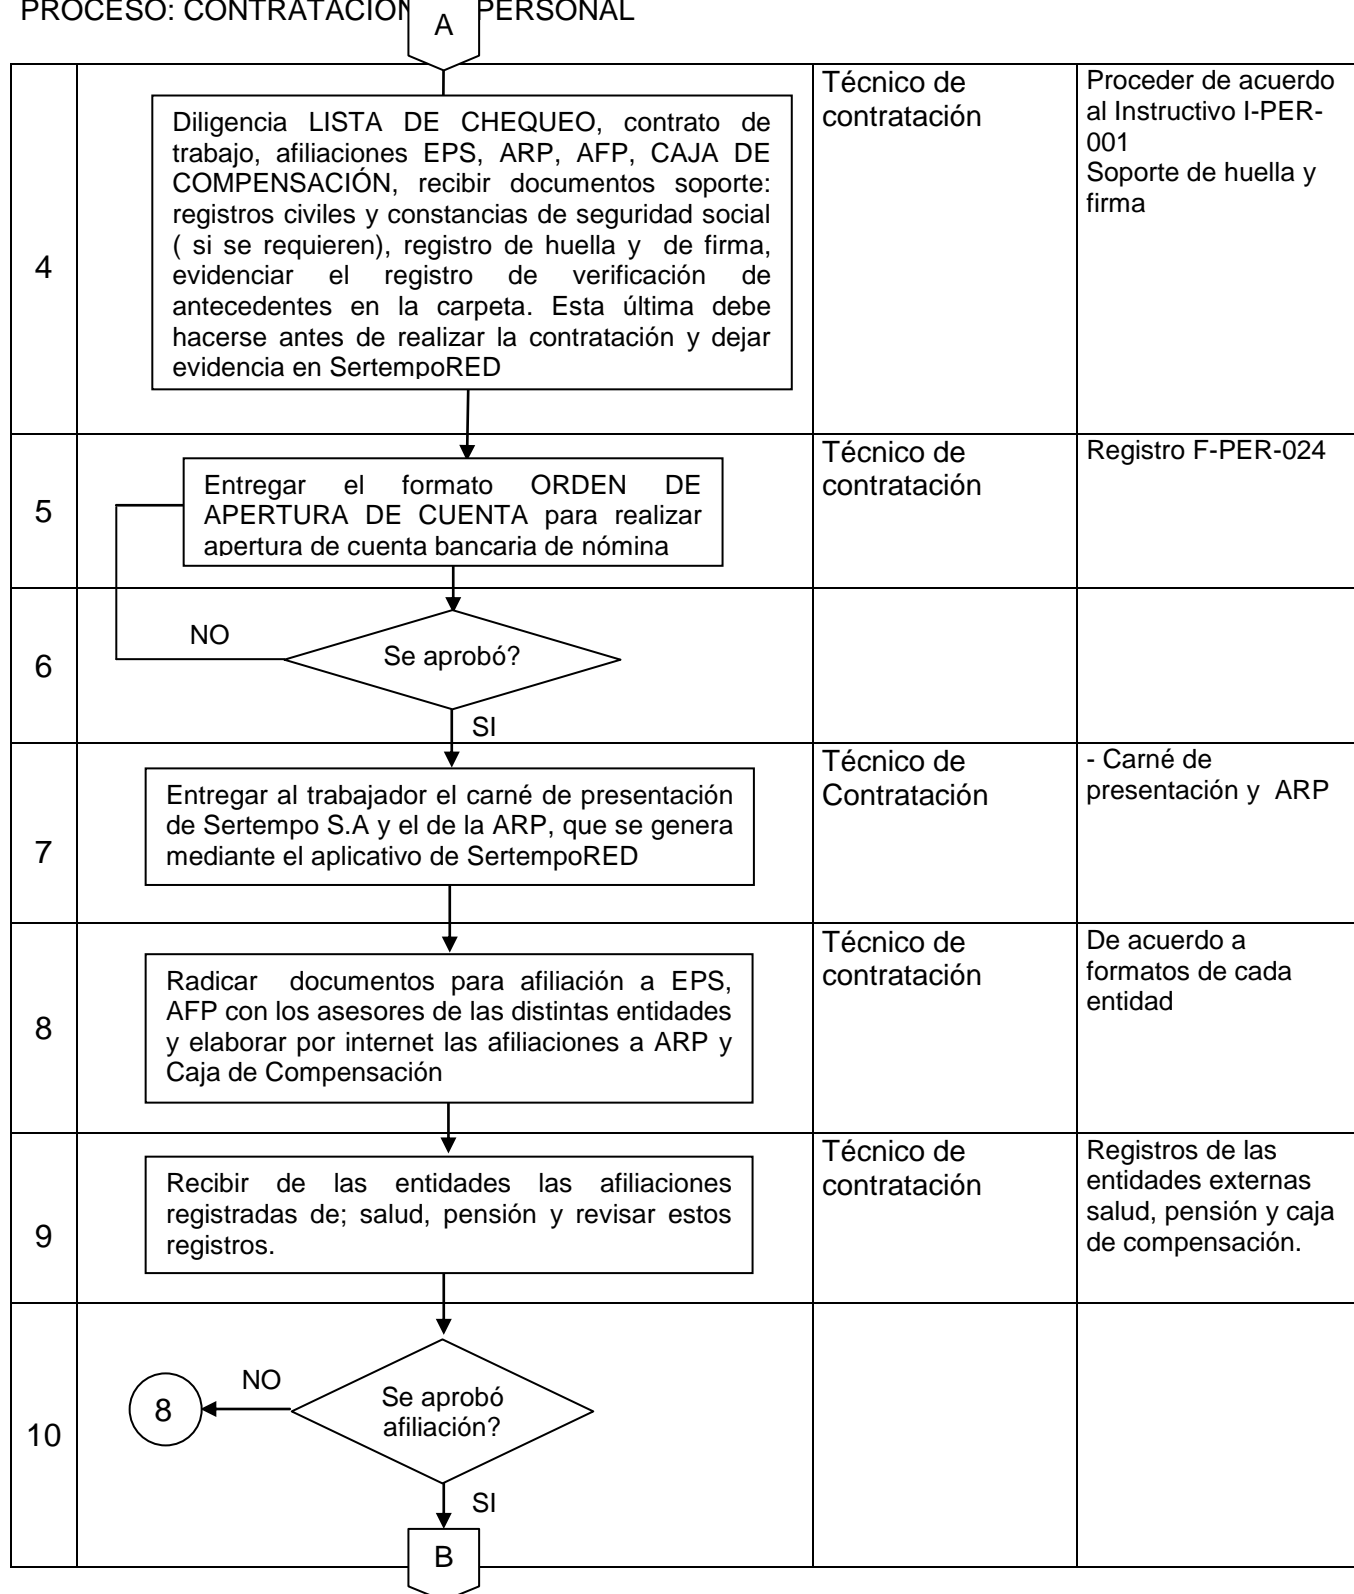 PROCESO: CONTRATACION PERSONAL
A
4
Diligencia LISTA DE CHEQUEO, contrato de
trabajo, afiliaciones EPS, ARP, AFP, CAJA DE
COMPENSACIÓN, recibir documentos soporte:
registros civiles y constancias de seguridad social
( si se requieren), registro de huella y de firma,
evidenciar el registro de verificación de
antecedentes en la carpeta. Esta última debe
hacerse antes de realizar la contratación y dejar
evidencia en SertempoRED
Técnico de
contratación
Proceder de acuerdo
al Instructivo I-PER-
001
Soporte de huella y
firma
5
Entregar el formato ORDEN DE
APERTURA DE CUENTA para realizar
apertura de cuenta bancaria de nómina
Técnico de
contratación
Registro F-PER-024
6
NO
Se aprobó?
SI
7
Entregar al trabajador el carné de presentación
de Sertempo S.A y el de la ARP, que se genera
mediante el aplicativo de SertempoRED
Técnico de
Contratación
- Carné de
presentación y ARP
8
Radicar documentos para afiliación a EPS,
AFP con los asesores de las distintas entidades
y elaborar por internet las afiliaciones a ARP y
Caja de Compensación
Técnico de
contratación
De acuerdo a
formatos de cada
entidad
9
Recibir de las entidades las afiliaciones
registradas de; salud, pensión y revisar estos
registros.
Técnico de
contratación
Registros de las
entidades externas
salud, pensión y caja
de compensación.
10
8
NO
Se aprobó
afiliación?
SI
B